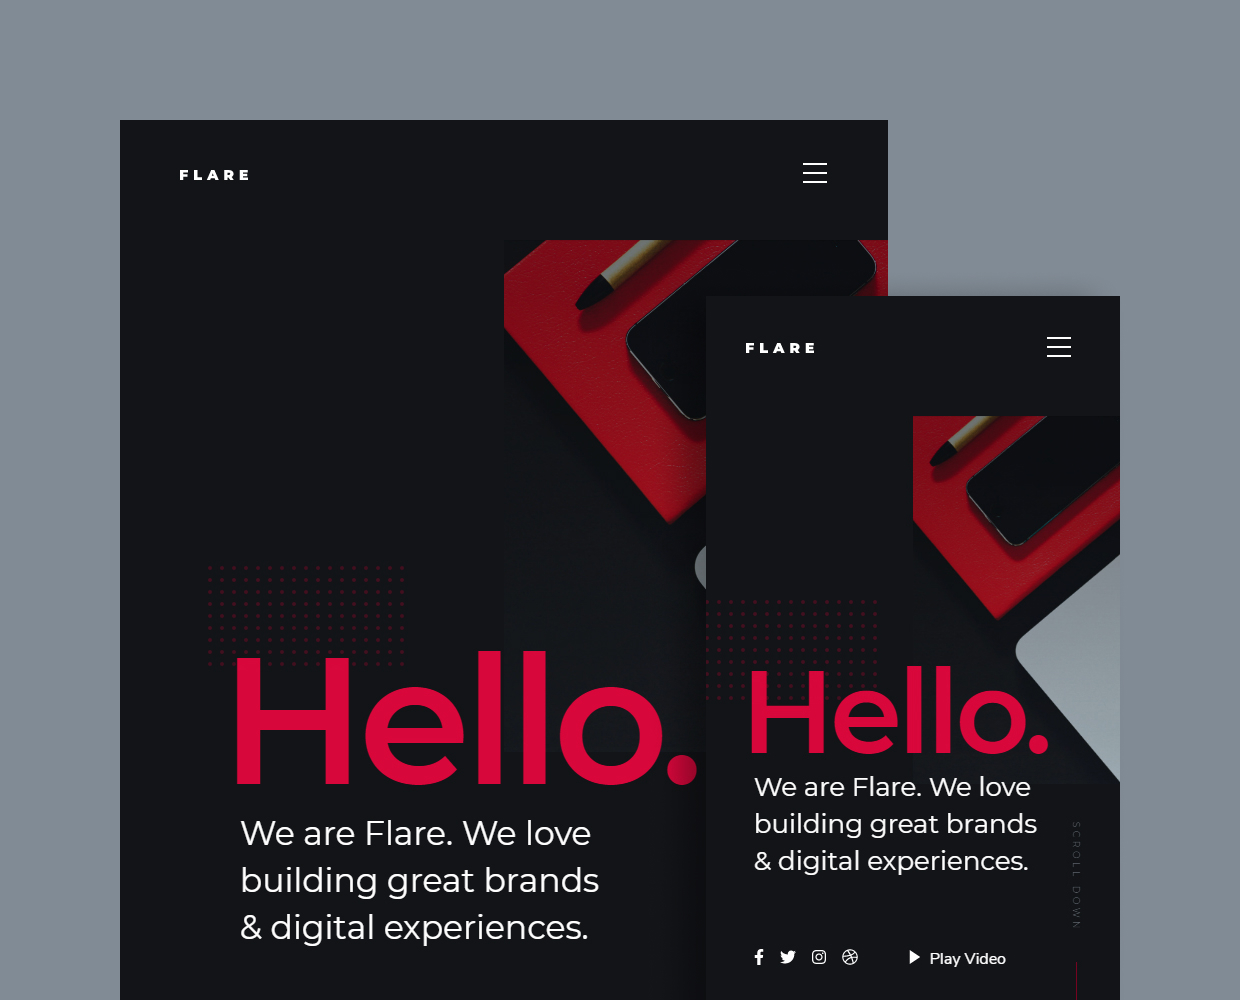 FLARE
Hello.
We are Flare. We love
building great brands
& digital experiences.
FLARE
Hello.
We are Flare. We love
building great brands
& digital experiences.
SCROLL DOWN
Play Video